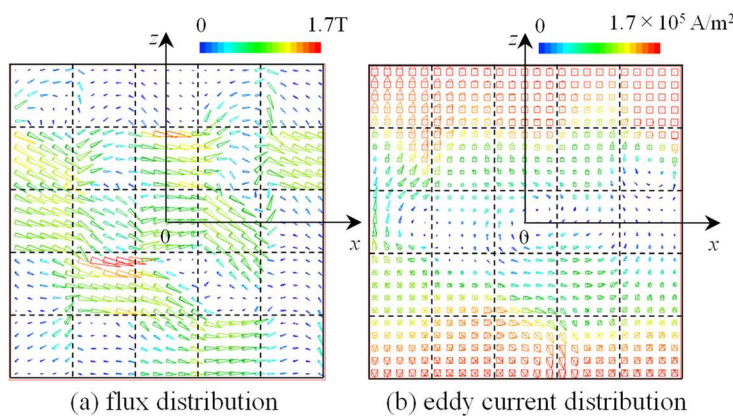 0 1.7T
0 1.7 × 10⁵ A/m²
z
z
0 x
0 x
(a) flux distribution
(b) eddy current distribution